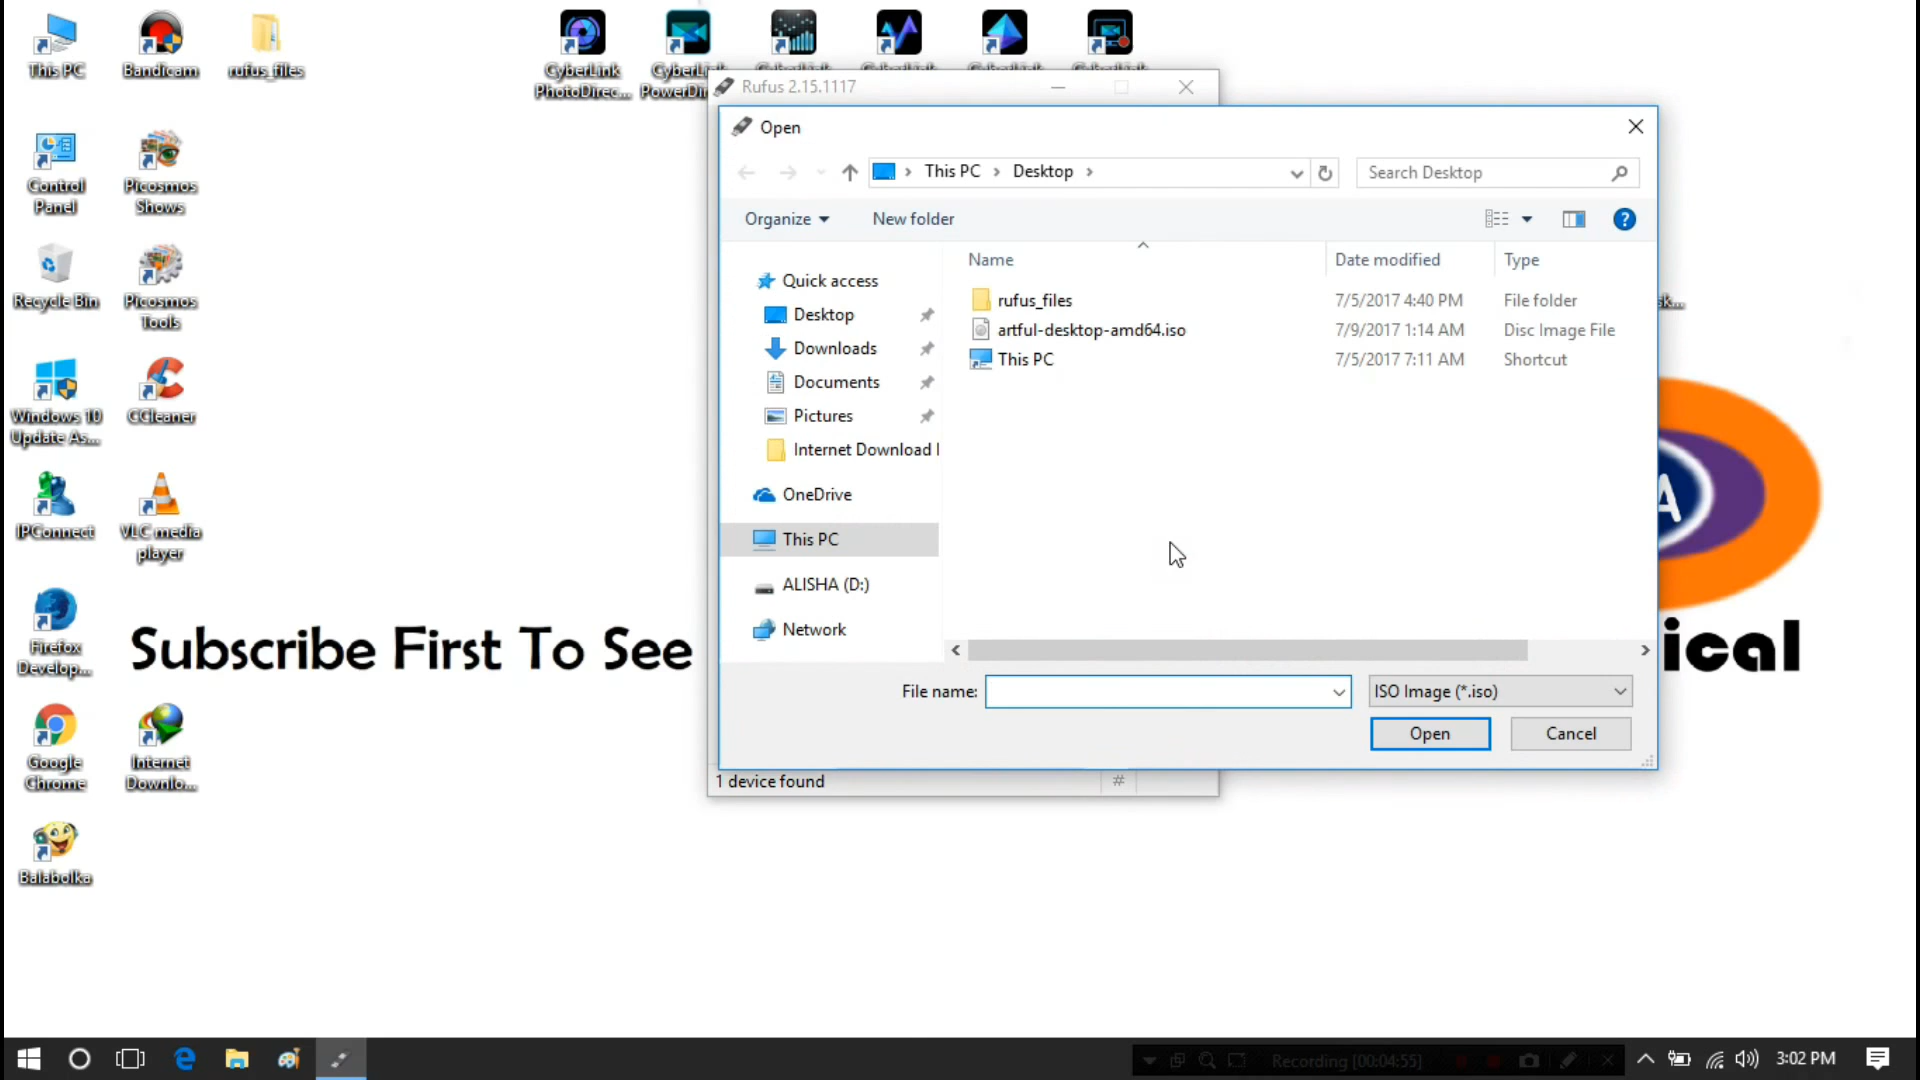 This PC
Bandicam
rufus_files
CyberLink
PhotoDirec...
Rufus 2.15.1117
Open
This PC
Desktop
Search Desktop
Organize
New folder
?
Name
Date modified
Type
Quick access
Desktop
Downloads
Documents
Pictures
Internet Download
OneDrive
This PC
ALISHA (D:)
Network
rufus_files
7/5/2017 4:40 PM
File folder
artful-desktop-amd64.iso
7/9/2017 1:14 AM
Disc Image File
This PC
7/5/2017 7:11 AM
Shortcut
File name:
ISO Image (*.iso)
Open
Cancel
1 device found
#
Control
Panel
Picosmos
Shows
Recycle Bin
Picosmos
Tools
Windows 10
Update As...
CCleaner
IPConnect
VLC media
player
Firefox
Develop...
Google
Chrome
Internet
Downlo...
Balabolka
Subscribe First To See
ical
A
Recording [00:04:55]
3:02 PM